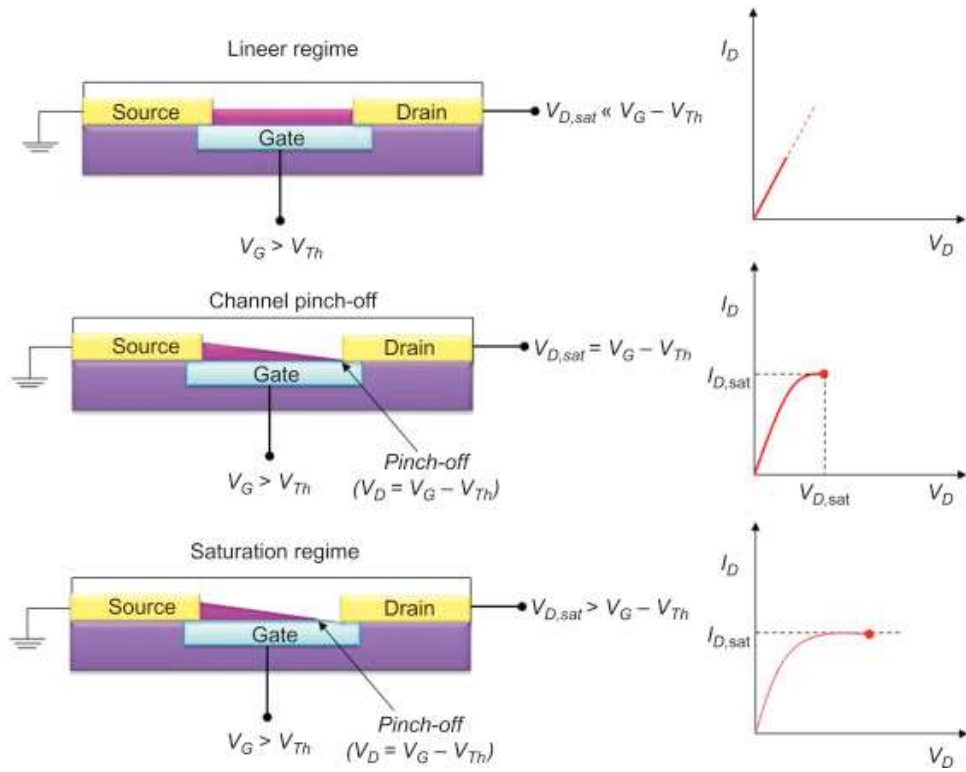 Lineer regime
Source
Drain
Gate
V_D,sat « V_G – V_Th
V_G > V_Th
I_D
V_D
Channel pinch-off
Source
Drain
Gate
V_D,sat = V_G – V_Th
V_G > V_Th
Pinch-off
(V_D = V_G – V_Th)
I_D
I_D,sat
V_D,sat
V_D
Saturation regime
Source
Drain
Gate
V_D,sat > V_G – V_Th
V_G > V_Th
Pinch-off
(V_D = V_G – V_Th)
I_D
I_D,sat
V_D